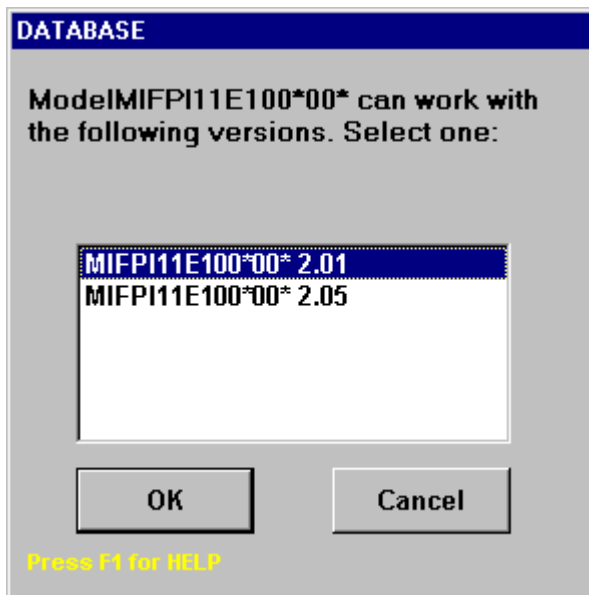 DATABASE
ModelMIFPI11E100*00* can work with
the following versions. Select one:
MIFPI11E100*00* 2.01
MIFPI11E100*00* 2.05
OK
Cancel
Press F1 for HELP